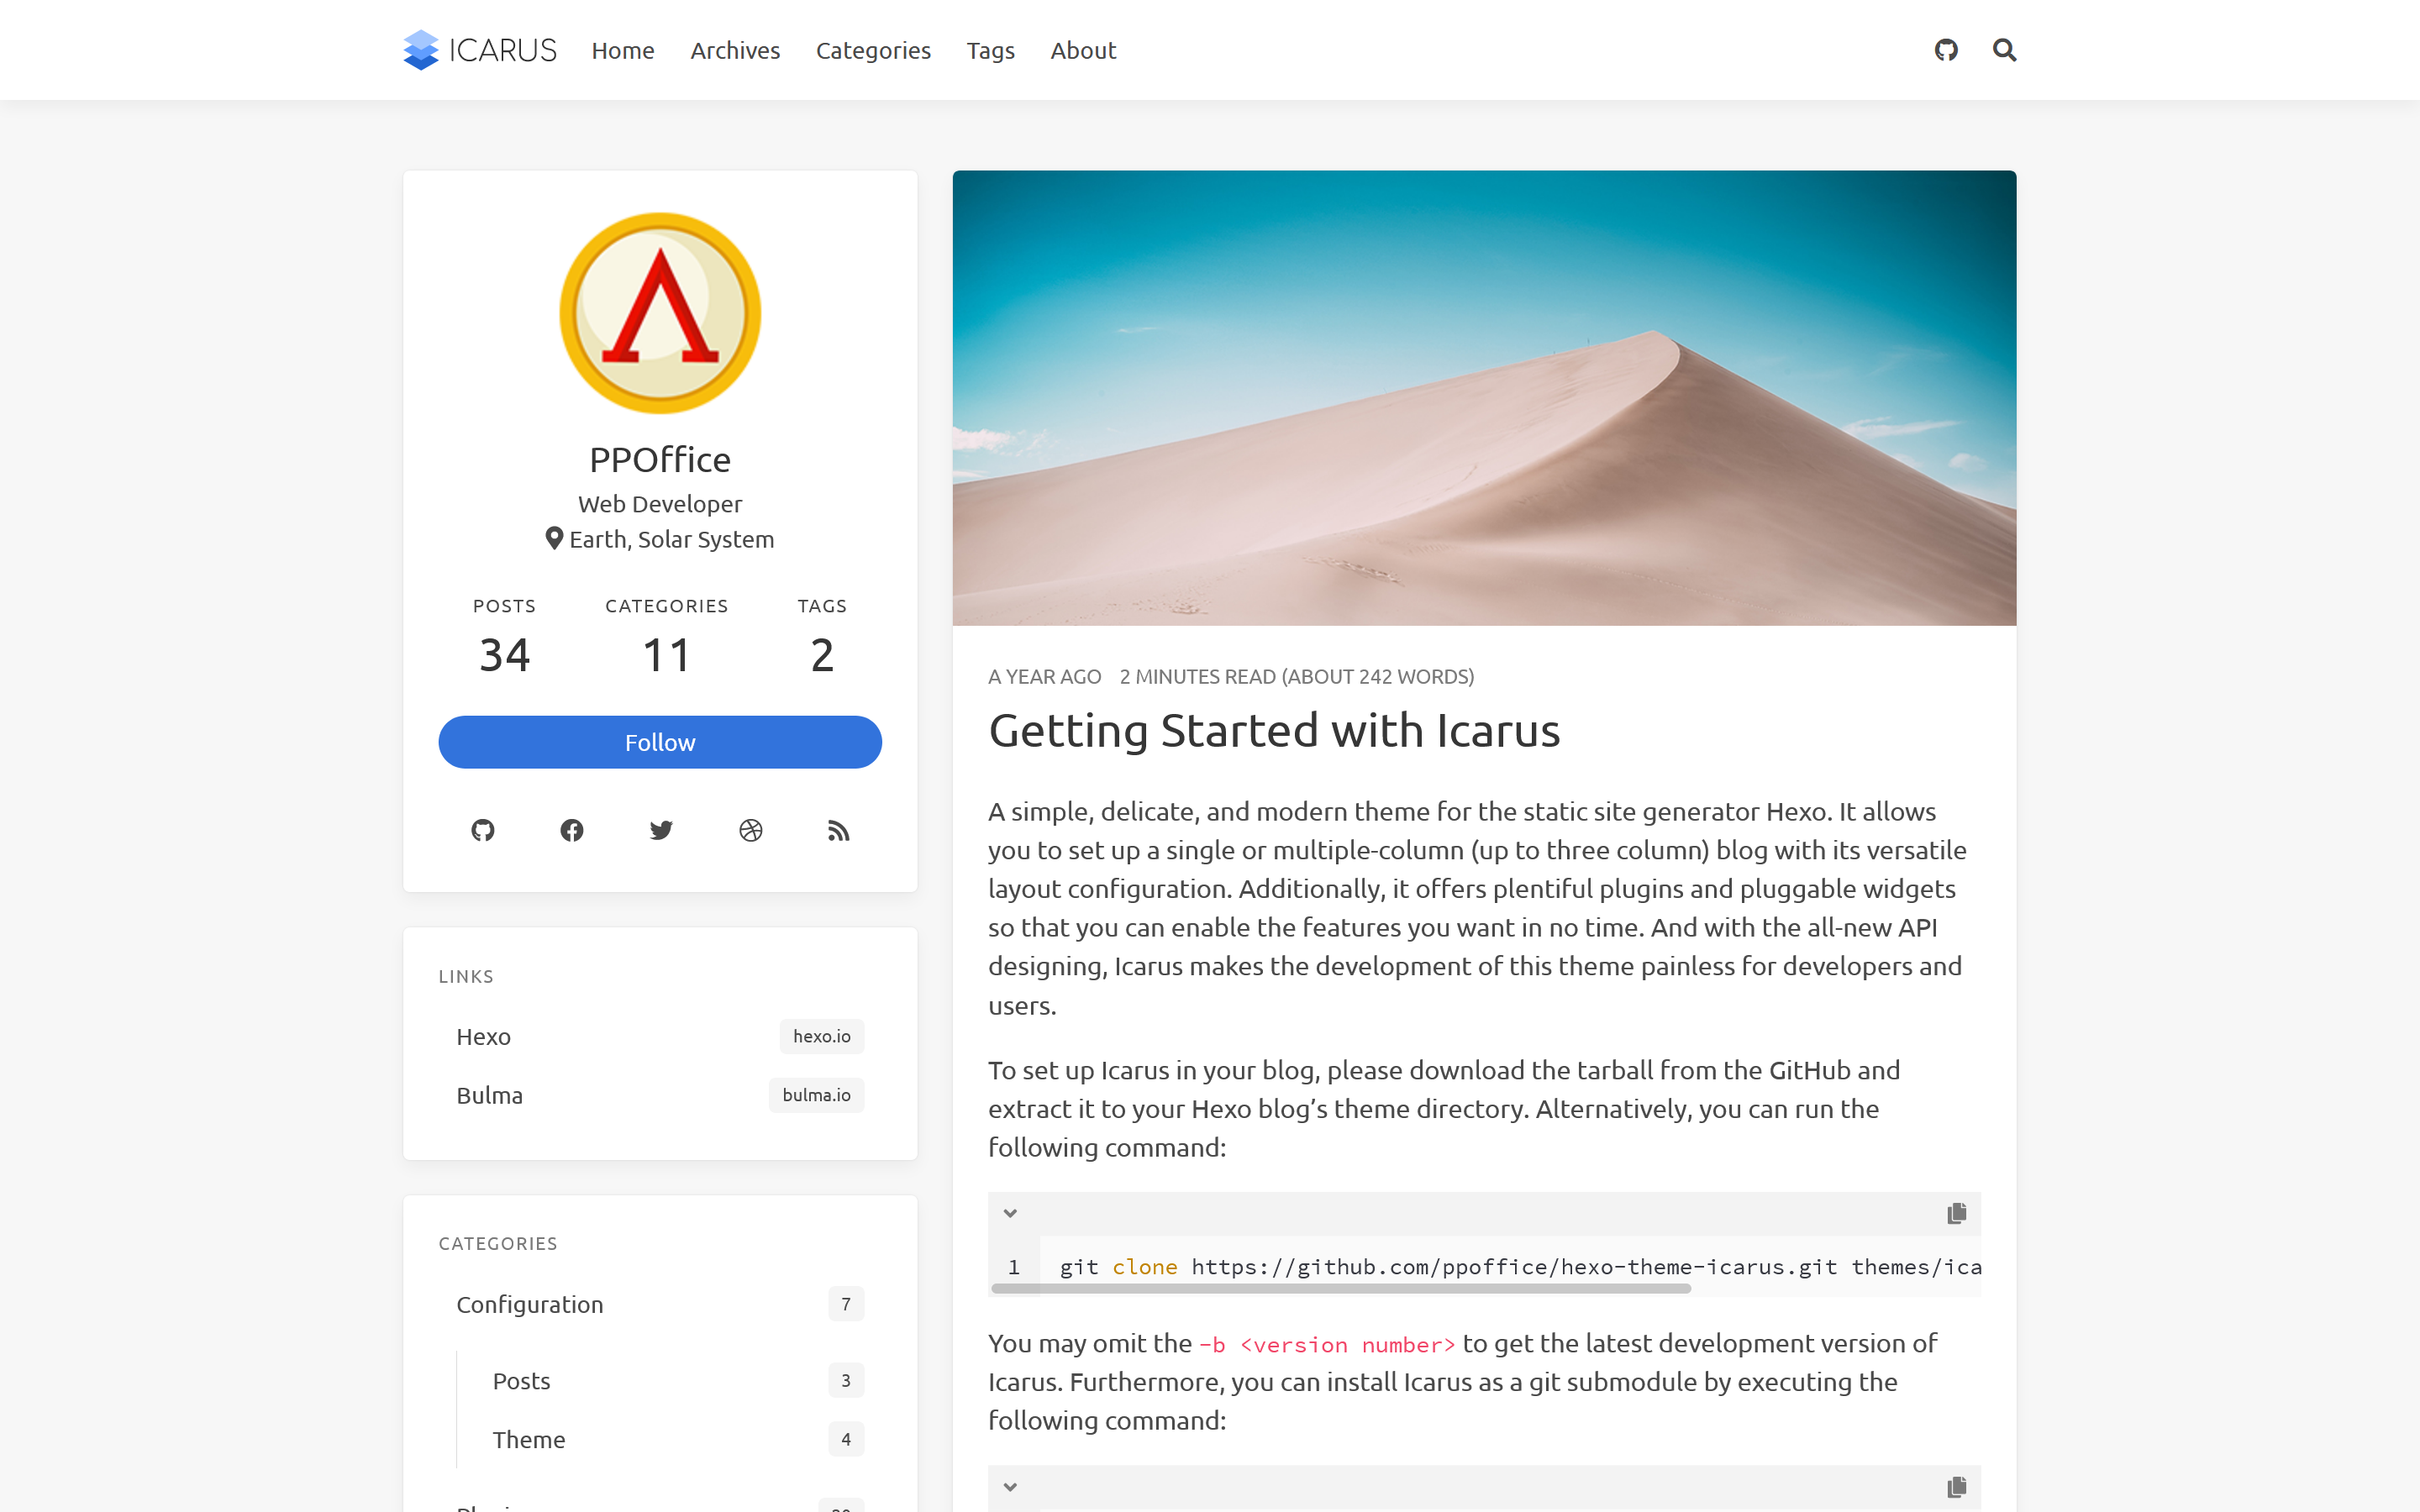 ICARUS
Home
Archives
Categories
Tags
About
PPOffice
Web Developer
Earth, Solar System
POSTS
34
CATEGORIES
11
TAGS
2
Follow
LINKS
Hexo
hexo.io
Bulma
bulma.io
CATEGORIES
Configuration
7
Posts
3
Theme
4
A YEAR AGO 2 MINUTES READ (ABOUT 242 WORDS)
Getting Started with Icarus
A simple, delicate, and modern theme for the static site generator Hexo. It allows
you to set up a single or multiple-column (up to three column) blog with its versatile
layout configuration. Additionally, it offers plentiful plugins and pluggable widgets
so that you can enable the features you want in no time. And with the all-new API
designing, Icarus makes the development of this theme painless for developers and
users.
To set up Icarus in your blog, please download the tarball from the GitHub and
extract it to your Hexo blog’s theme directory. Alternatively, you can run the
following command:
1 git clone https://github.com/ppoffice/hexo-theme-icarus.git themes/ica
You may omit the -b <version number> to get the latest development version of
Icarus. Furthermore, you can install Icarus as a git submodule by executing the
following command: